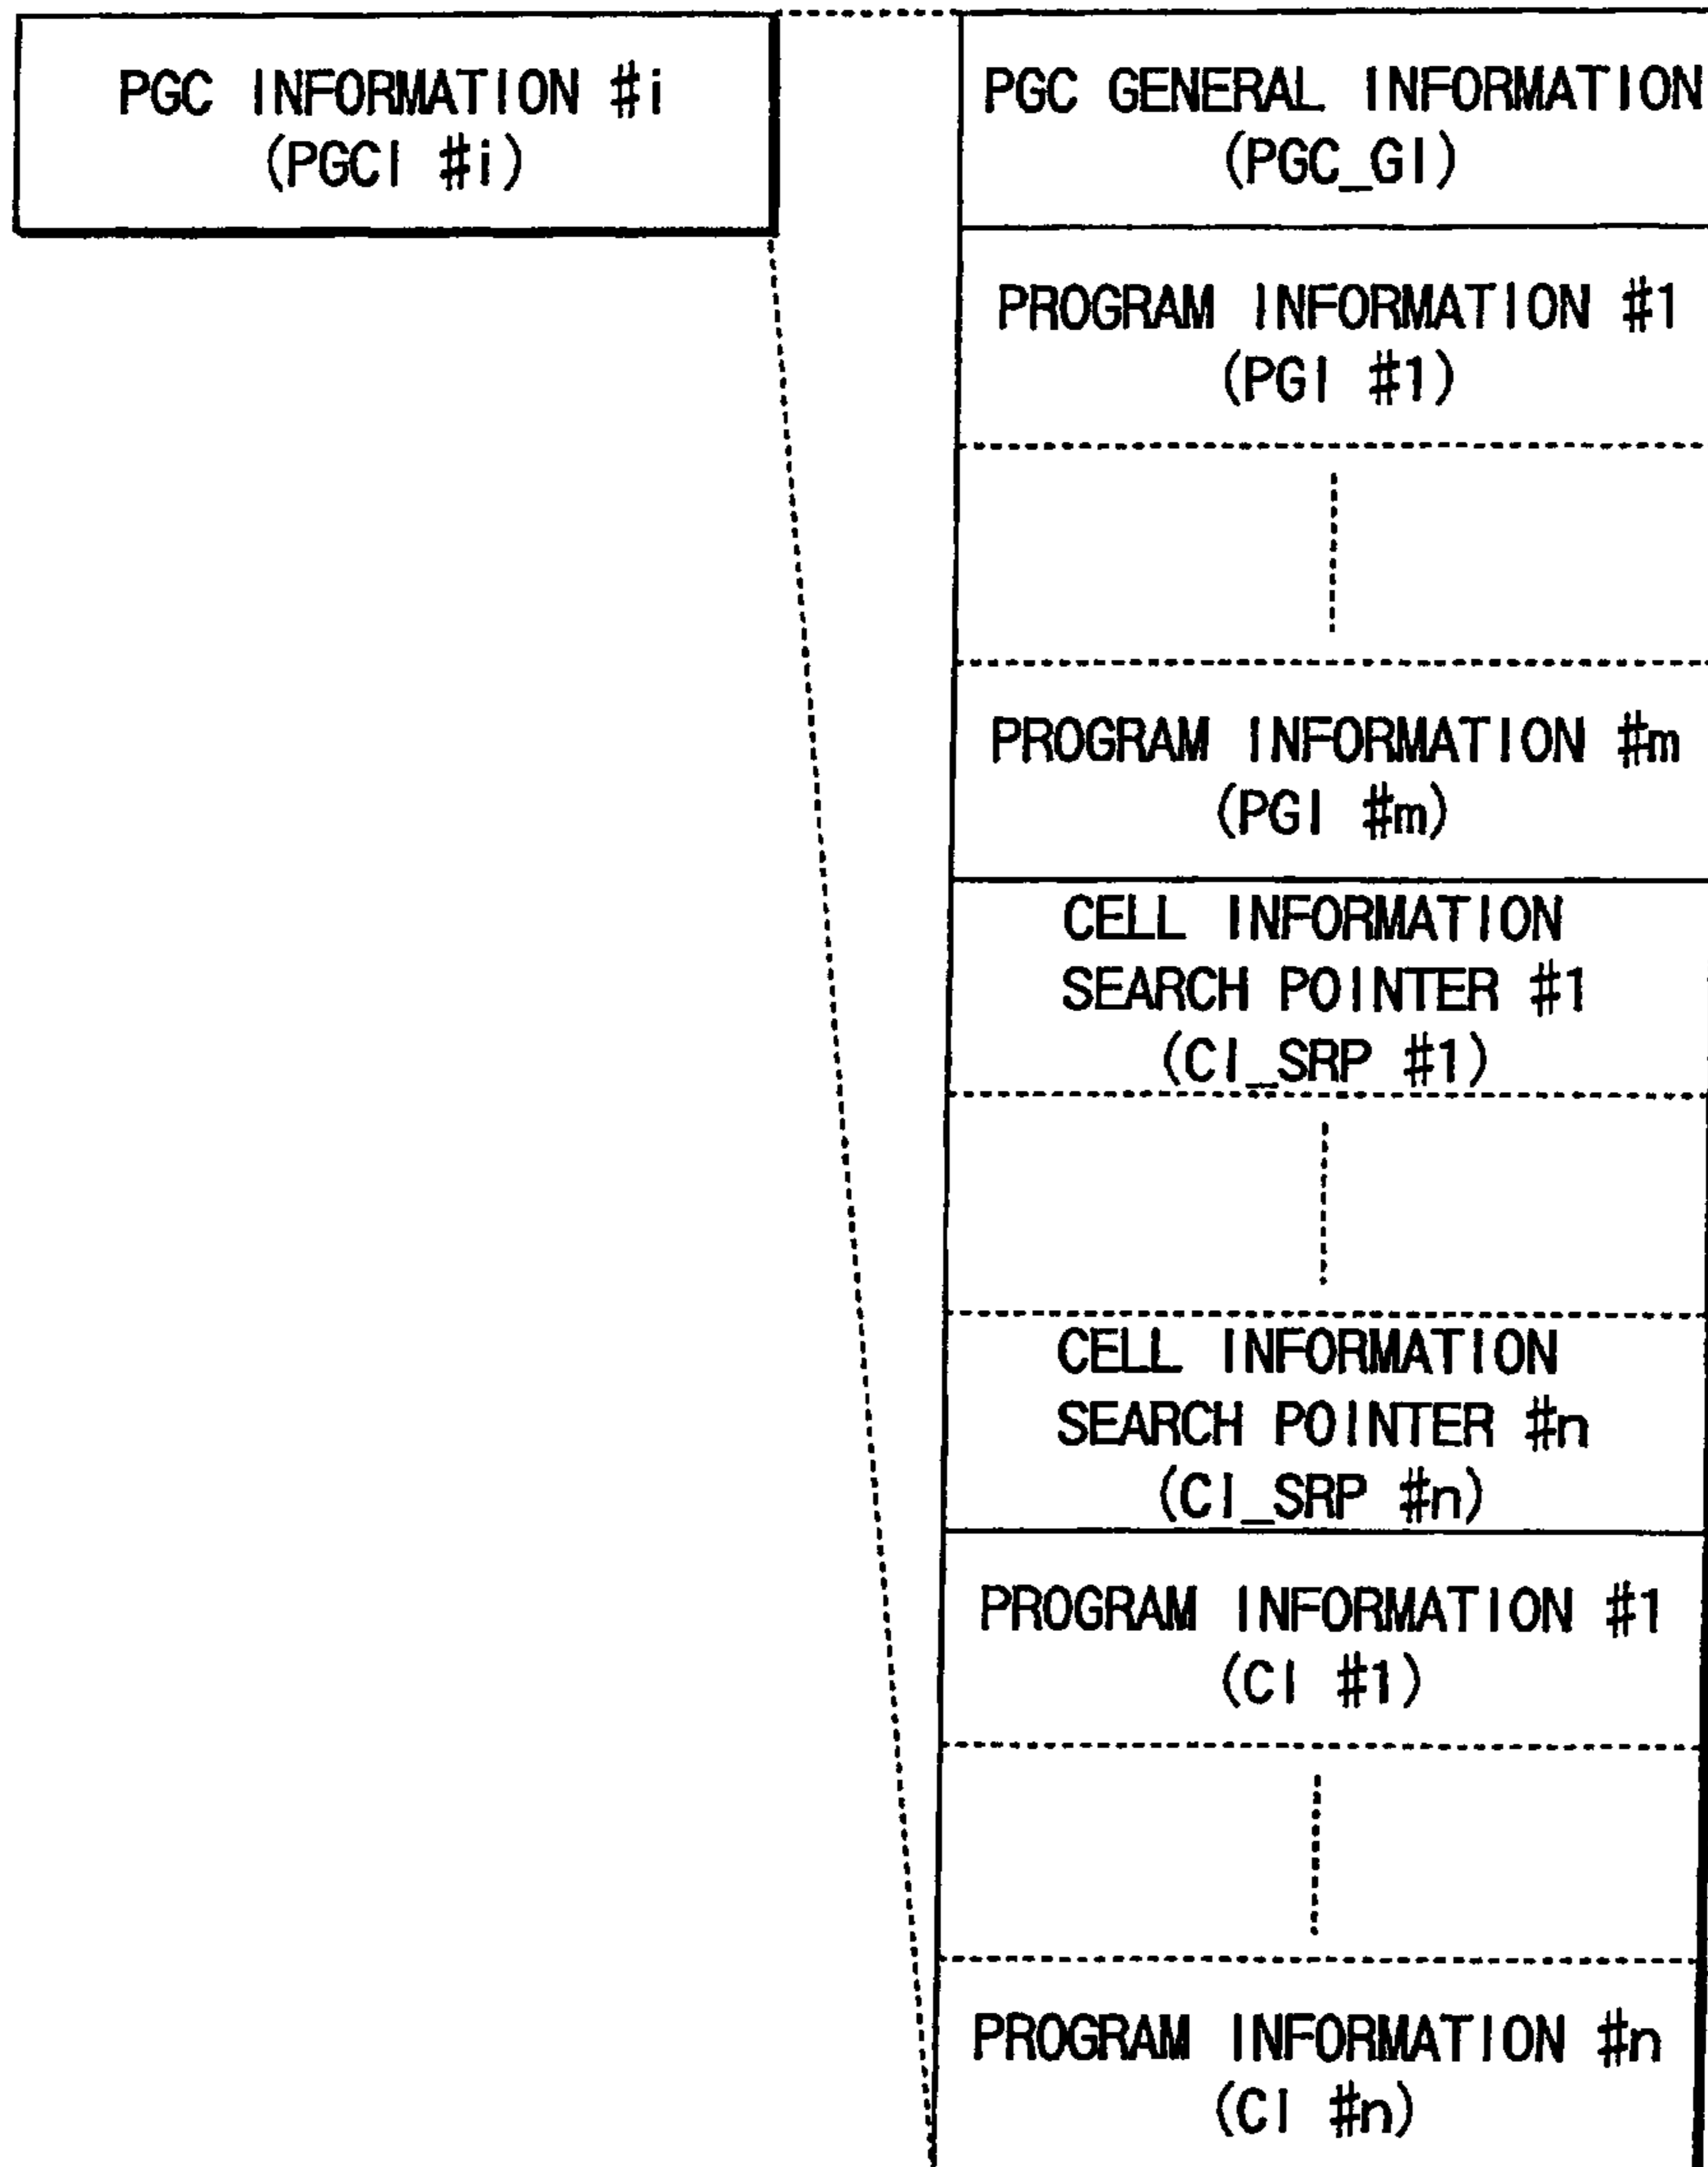 PGC INFORMATION #i
(PGCI #i)
PGC GENERAL INFORMATION
(PGC_GI)
PROGRAM INFORMATION #1
(PGI #1)
PROGRAM INFORMATION #m
(PGI #m)
CELL INFORMATION
SEARCH POINTER #1
(CI_SRP #1)
CELL INFORMATION
SEARCH POINTER #n
(CI_SRP #n)
PROGRAM INFORMATION #1
(CI #1)
PROGRAM INFORMATION #n
(CI #n)